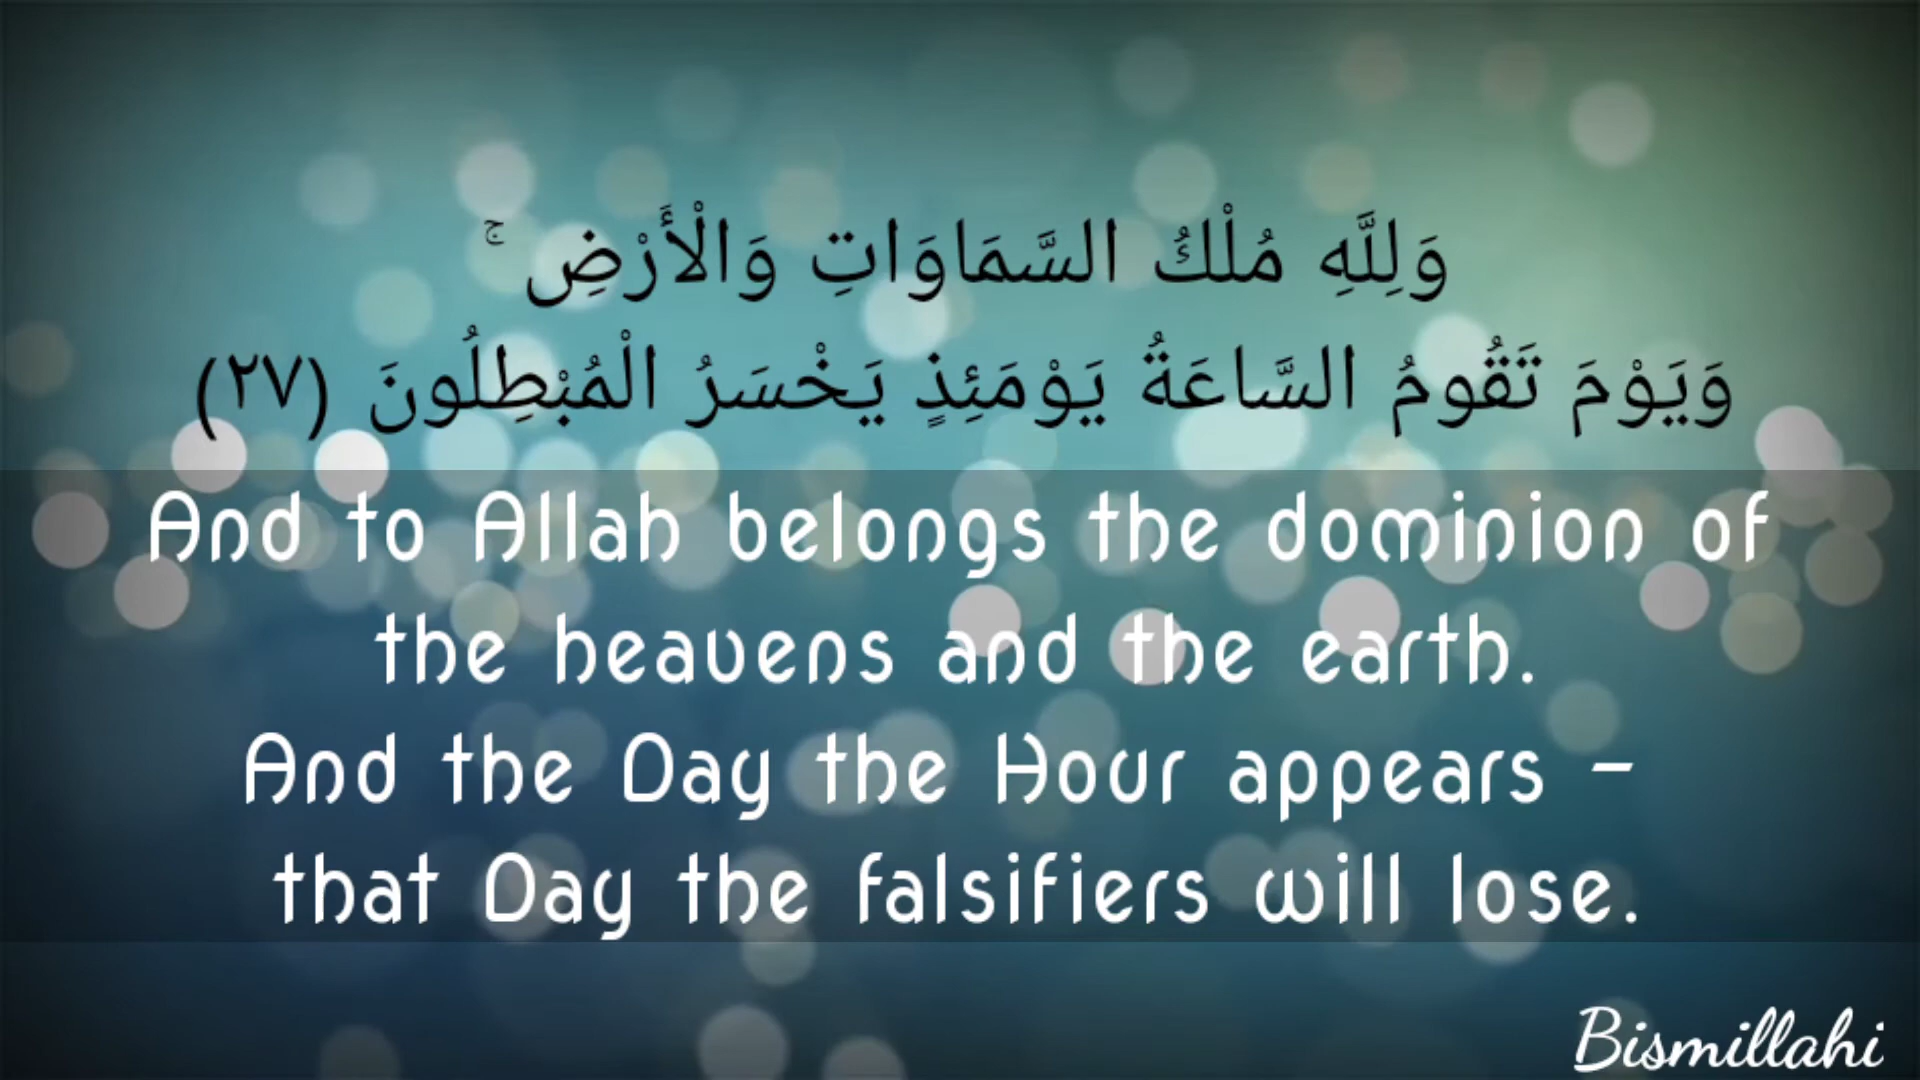 وَلِلَّهِ مُلْكُ السَّمَاوَاتِ وَالْأَرْضِ ۚ
وَيَوْمَ تَقُومُ السَّاعَةُ يَوْمَئِذٍ يَخْسَرُ الْمُبْطِلُونَ (٢٧)
And to Allah belongs the dominion of
the heavens and the earth.
And the Day the Hour appears -
that Day the falsifiers will lose.
Bismillahi